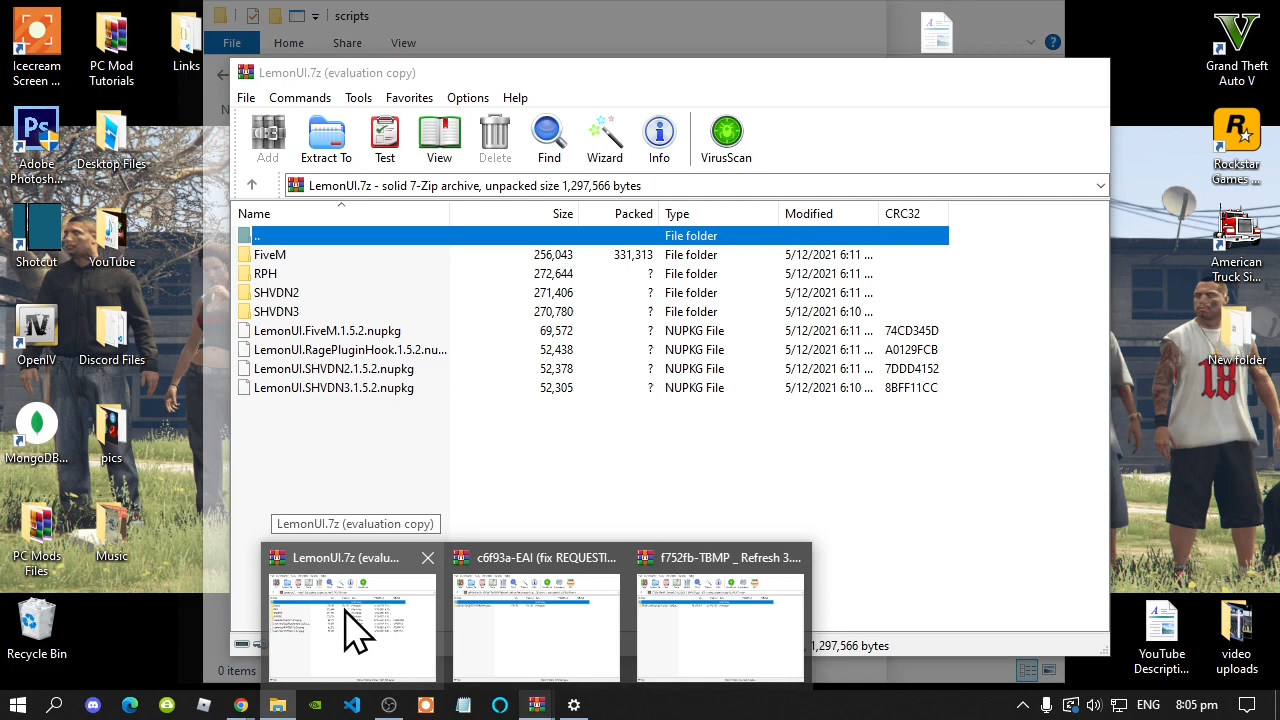 scripts
File Home Share View
Icecream
Screen ...
PC Mod
Tutorials
Links
Adobe
Photosh...
Desktop Files
Shotcut
YouTube
OpenIV
Discord Files
MongoDB...
pics
PC Mods
Files
Music
Recycle Bin
LemonUI.7z (evaluation copy)
File Commands Tools Favorites Options Help
Add Extract To Test View Delete Find Wizard Info VirusScan
LemonUI.7z - solid 7-Zip archive, unpacked size 1,297,566 bytes
Name Size Packed Type Modified CRC32
.. File folder
FiveM 256,043 331,313 File folder 5/12/2021 6:11 ...
RPH 272,644 ? File folder 5/12/2021 6:11 ...
SHVDN2 271,406 ? File folder 5/12/2021 6:11 ...
SHVDN3 270,780 ? File folder 5/12/2021 6:10 ...
LemonUI.FiveM.1.5.2.nupkg 69,572 ? NUPKG File 5/12/2021 6:11 ... 74CD345D
LemonUI.RagePluginHook.1.5.2.nu... 52,438 ? NUPKG File 5/12/2021 6:11 ... A0129FCB
LemonUI.SHVDN2.1.5.2.nupkg 52,378 ? NUPKG File 5/12/2021 6:11 ... 7DDD4152
LemonUI.SHVDN3.1.5.2.nupkg 52,305 ? NUPKG File 5/12/2021 6:10 ... 8BFF11CC
LemonUI.7z (evaluation copy)
LemonUI.7z (evalu... c6f93a-EAI (fix REQUESTI... f752fb-TBMP _ Refresh 3....
1,297,566 bytes
0 items
Grand Theft
Auto V
Rockstar
Games ...
American
Truck Si...
New folder
YouTube
Descripti...
video
uploads
ENG 8:05 pm